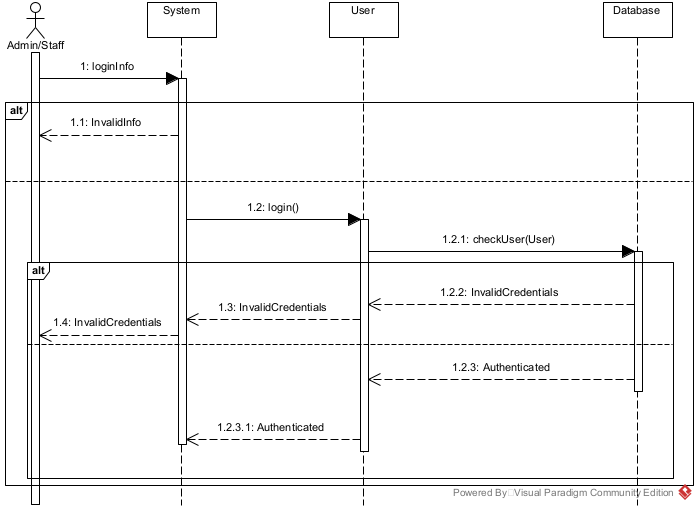 System
User
Database
Admin/Staff
1: loginInfo
alt
1.1: InvalidInfo
1.2: login()
1.2.1: checkUser(User)
alt
1.2.2: InvalidCredentials
1.3: InvalidCredentials
1.4: InvalidCredentials
1.2.3: Authenticated
1.2.3.1: Authenticated
Powered By Visual Paradigm Community Edition